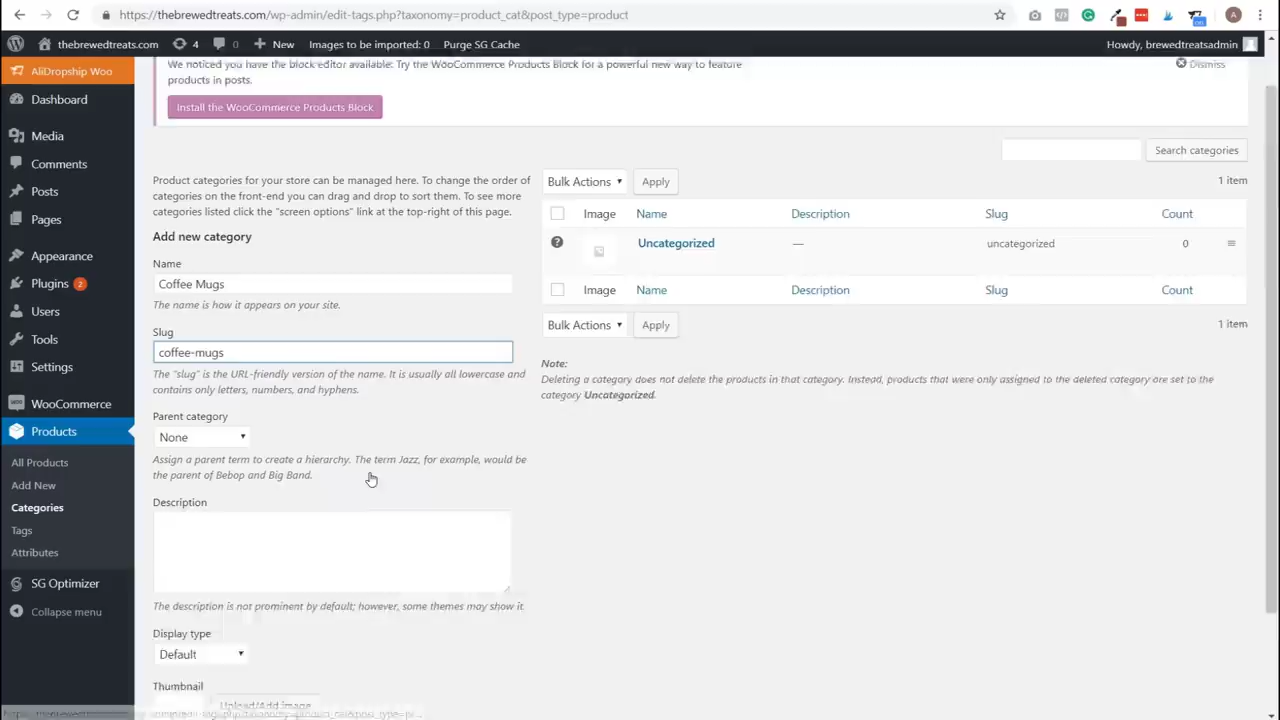 https://thebrewedtreats.com/wp-admin/edit-tags.php?taxonomy=product_cat&post_type=product
A
on
thebrewedtreats.com
4
0
New
Images to be imported: 0
Purge SG Cache
Howdy, brewedtreatsadmin
AliDropship Woo
Dashboard
Media
Comments
Posts
Pages
Appearance
Plugins 2
Users
Tools
Settings
WooCommerce
Products
All Products
Add New
Categories
Tags
Attributes
SG Optimizer
Collapse menu
We noticed you have the block editor available. Try the WooCommerce Products Block for a powerful new way to feature
products in posts.
Dismiss
Install the WooCommerce Products Block
Search categories
Product categories for your store can be managed here. To change the order of
categories on the front-end you can drag and drop to sort them. To see more
categories listed click the "screen options" link at the top-right of this page.
Add new category
Name
Coffee Mugs
The name is how it appears on your site.
Slug
coffee-mugs
The "slug" is the URL-friendly version of the name. It is usually all lowercase and
contains only letters, numbers, and hyphens.
Parent category
None
Assign a parent term to create a hierarchy. The term Jazz, for example, would be
the parent of Bebop and Big Band.
Description
The description is not prominent by default; however, some themes may show it.
Display type
Default
Thumbnail
Upload/Add image
Bulk Actions
Apply
1 item
Image Name Description Slug Count
Uncategorized — uncategorized 0
Image Name Description Slug Count
Bulk Actions
Apply
1 item
Note:
Deleting a category does not delete the products in that category. Instead, products that were only assigned to the deleted category are set to the
category Uncategorized.